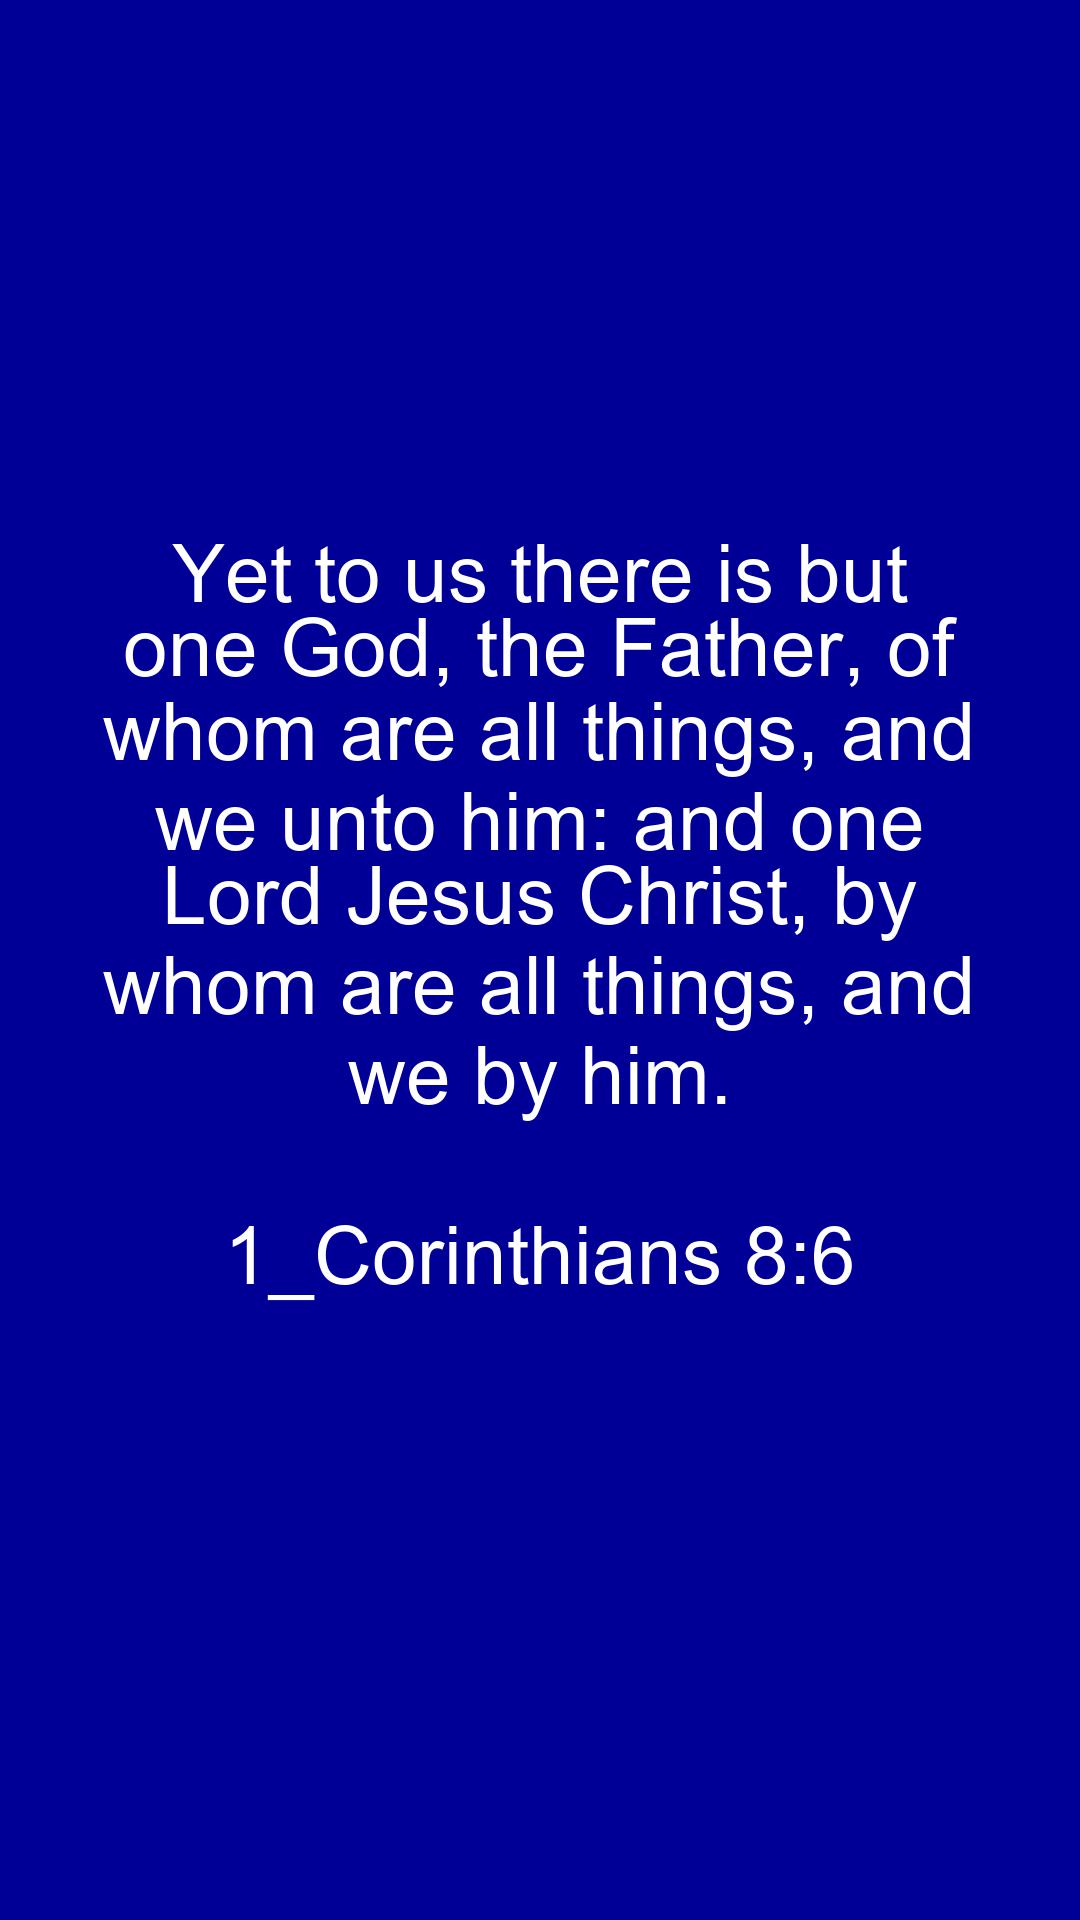 Yet to us there is but
one God, the Father, of
whom are all things, and
we unto him: and one
Lord Jesus Christ, by
whom are all things, and
we by him.
1_Corinthians 8:6